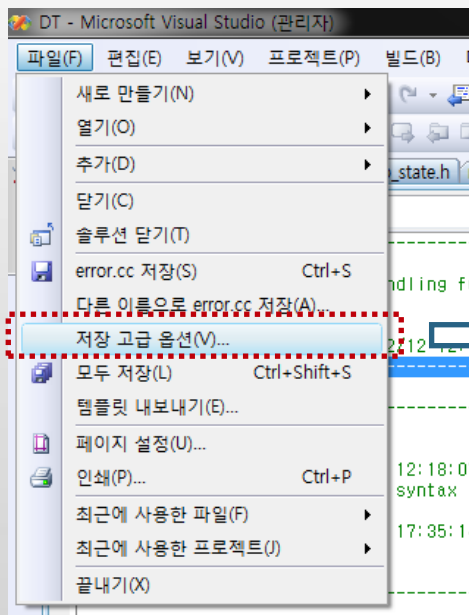 DT - Microsoft Visual Studio (관리자)
파일(F) 편집(E) 보기(V) 프로젝트(P) 빌드(B)
새로 만들기(N)
열기(O)
추가(D)
_state.h
닫기(C)
솔루션 닫기(T)
error.cc 저장(S) Ctrl+S
ndling f
다른 이름으로 error.cc 저장(A)...
저장 고급 옵션(V)...
모두 저장(L) Ctrl+Shift+S
템플릿 내보내기(E)...
페이지 설정(U)...
12:18:0
인쇄(P)... Ctrl+P
syntax
최근에 사용한 파일(F)
17:35:1
최근에 사용한 프로젝트(J)
끝내기(X)